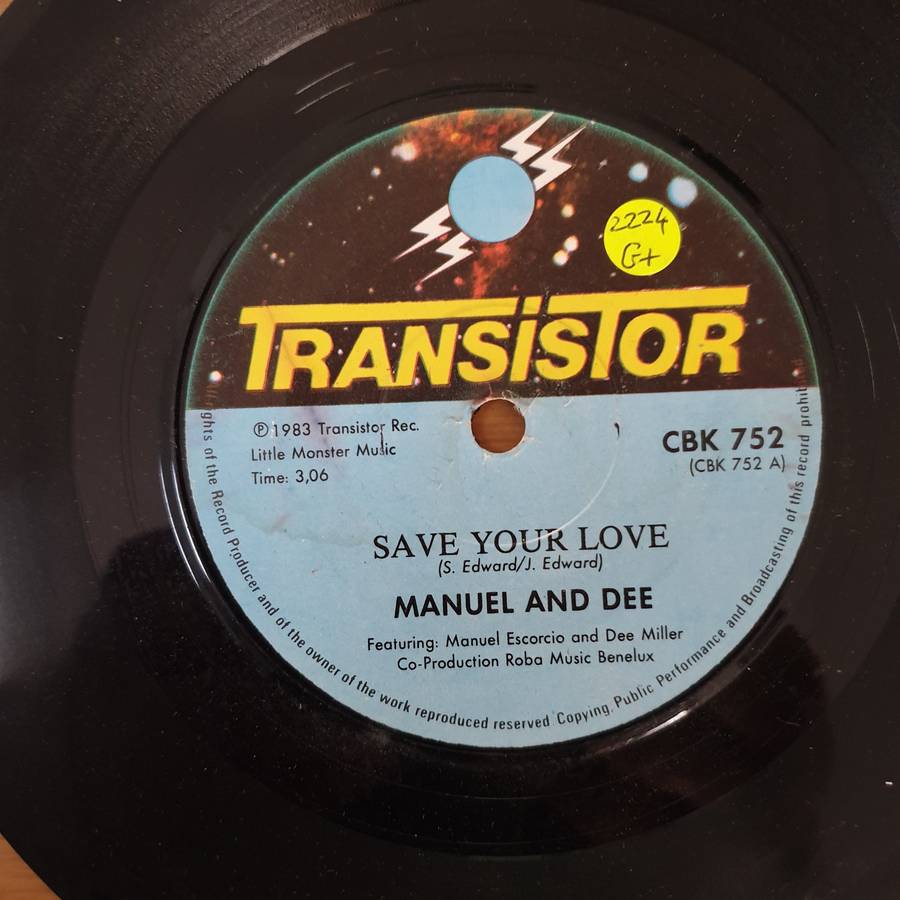 2224
G+
TRANSISTOR
℗ 1983 Transistor Rec.
Little Monster Music
Time: 3,06
CBK 752
(CBK 752 A)
SAVE YOUR LOVE
(S. Edward/J. Edward)
MANUEL AND DEE
Featuring: Manuel Escorcio and Dee Miller
Co-Production Roba Music Benelux
rights of the Record Producer and of the owner of the work reproduced reserved Copying, Public Performance and Broadcasting of this record prohib